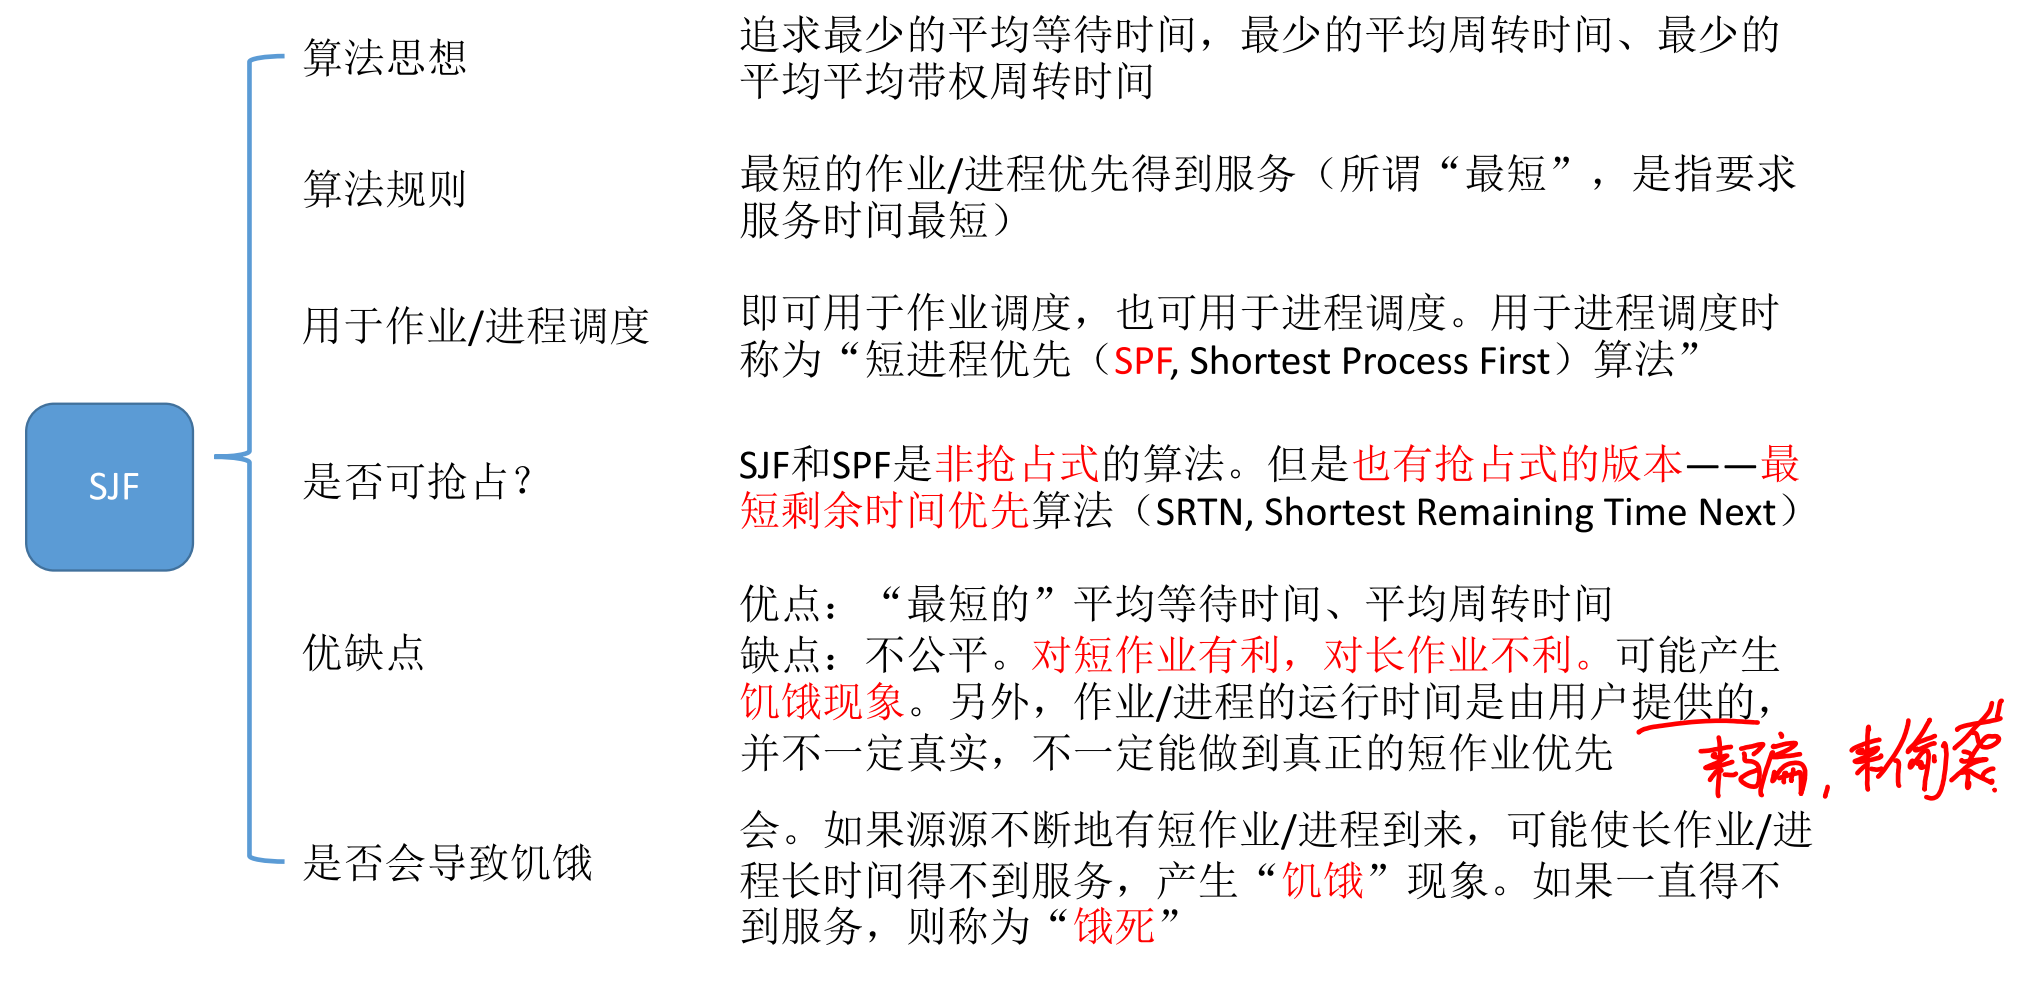 算法思想
追求最少的平均等待时间，最少的平均周转时间、最少的
平均平均带权周转时间
算法规则
最短的作业/进程优先得到服务（所谓“最短”，是指要求
服务时间最短）
用于作业/进程调度
即可用于作业调度，也可用于进程调度。用于进程调度时
称为“短进程优先（SPF, Shortest Process First）算法”
SJF
是否可抢占？
SJF和SPF是非抢占式的算法。但是也有抢占式的版本——最
短剩余时间优先算法（SRTN, Shortest Remaining Time Next）
优缺点
优点：“最短的”平均等待时间、平均周转时间
缺点：不公平。对短作业有利，对长作业不利。可能产生
饥饿现象。另外，作业/进程的运行时间是由用户提供的，
并不一定真实，不一定能做到真正的短作业优先
来骗，来偷袭
是否会导致饥饿
会。如果源源不断地有短作业/进程到来，可能使长作业/进
程长时间得不到服务，产生“饥饿”现象。如果一直得不
到服务，则称为“饿死”